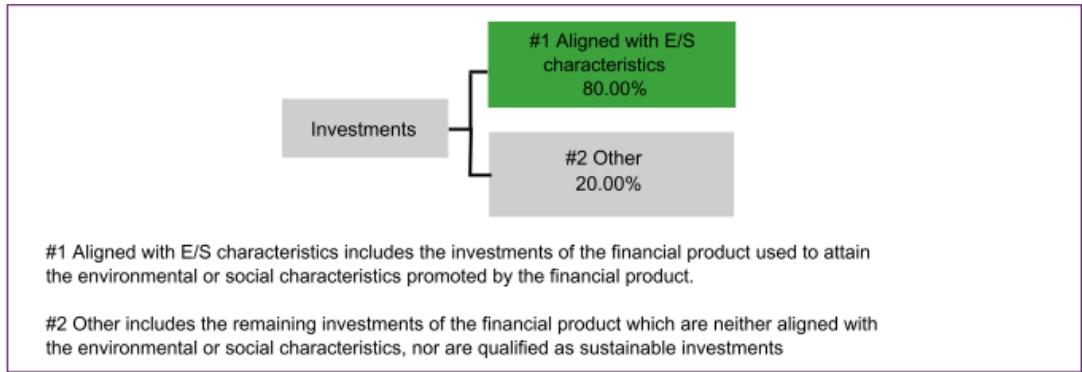 #1 Aligned with E/S
characteristics
80.00%
Investments
#2 Other
20.00%
#1 Aligned with E/S characteristics includes the investments of the financial product used to attain
the environmental or social characteristics promoted by the financial product.
#2 Other includes the remaining investments of the financial product which are neither aligned with
the environmental or social characteristics, nor are qualified as sustainable investments